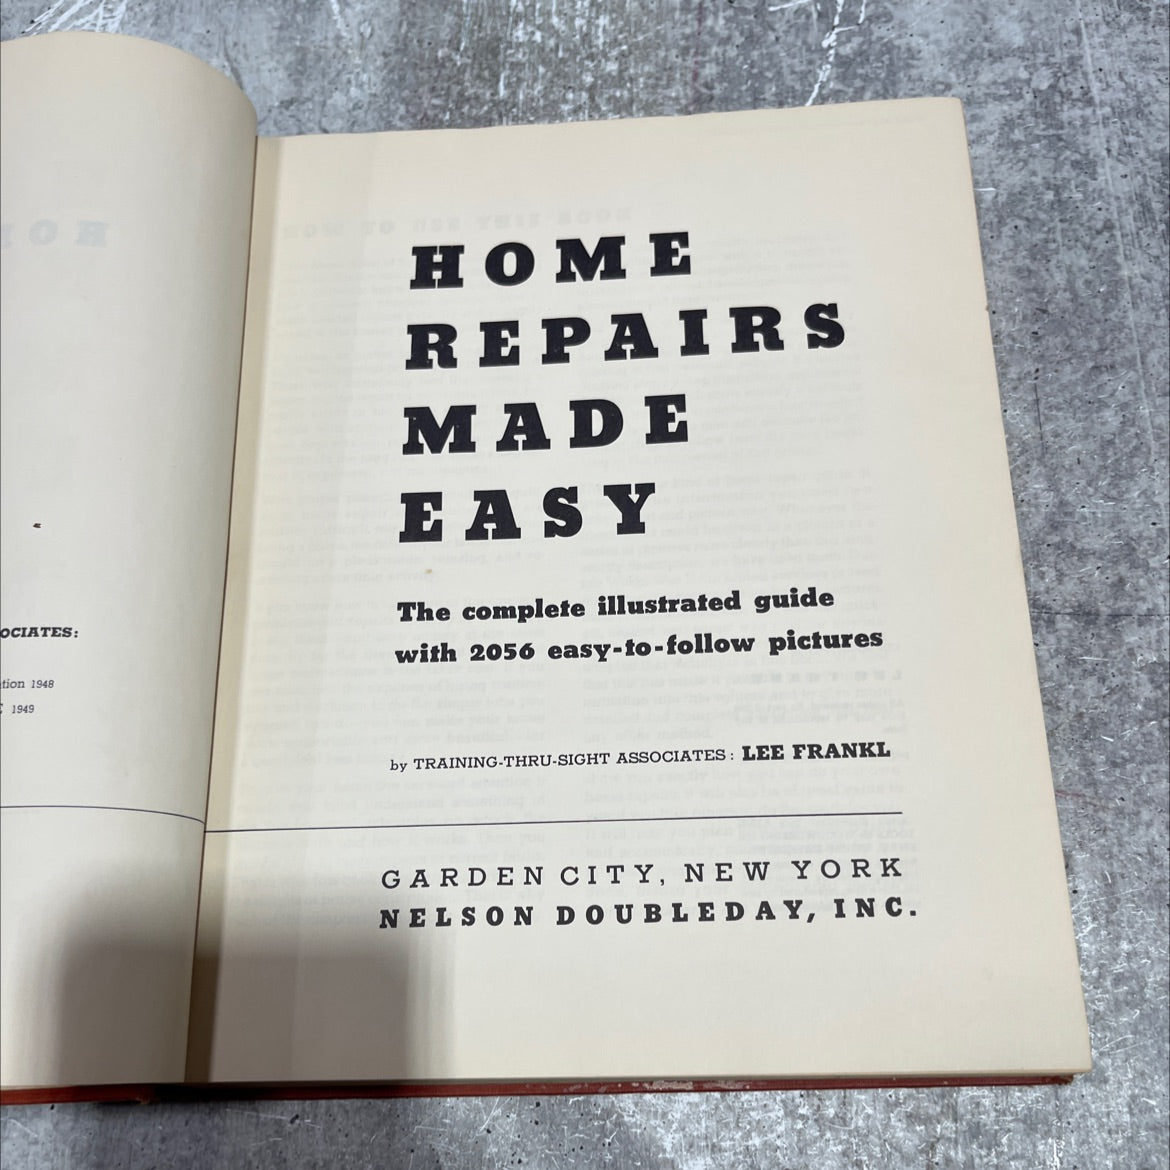 OCIATES:
tion 1948
1949
HOME
REPAIRS
MADE
EASY
The complete illustrated guide
with 2056 easy-to-follow pictures
by TRAINING-THRU-SIGHT ASSOCIATES: LEE FRANKL
GARDEN CITY, NEW YORK
NELSON DOUBLEDAY, INC.